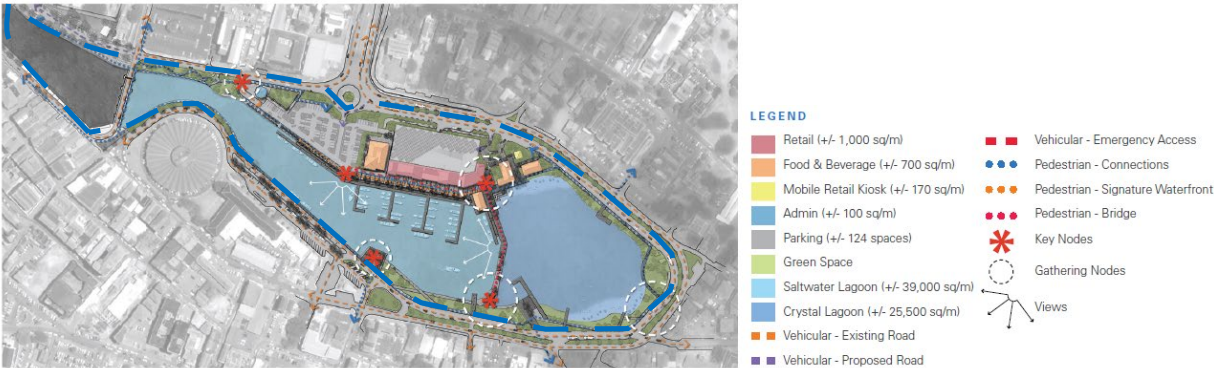 LEGEND
Retail (+/- 1,000 sq/m)
Food & Beverage (+/- 700 sq/m)
Mobile Retail Kiosk (+/- 170 sq/m)
Admin (+/- 100 sq/m)
Parking (+/- 124 spaces)
Green Space
Saltwater Lagoon (+/- 39,000 sq/m)
Crystal Lagoon (+/- 25,500 sq/m)
Vehicular - Existing Road
Vehicular - Proposed Road
Vehicular - Emergency Access
Pedestrian - Connections
Pedestrian - Signature Waterfront
Pedestrian - Bridge
Key Nodes
Gathering Nodes
Views